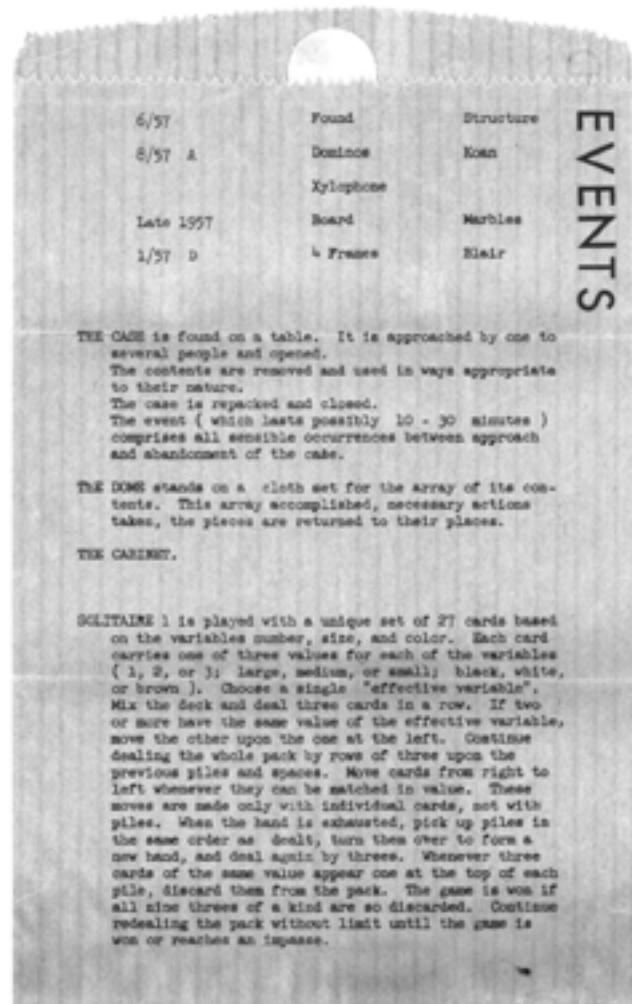 EVENTS
6/57 Found Structure
8/57 A Dominos Koan
Xylophone
Late 1957 Board Marbles
1/57 D 4 Frames Blair
THE CASE is found on a table. It is approached by one to
several people and opened.
The contents are removed and used in ways appropriate
to their nature.
The case is repacked and closed.
The event ( which lasts possibly 10 - 30 minutes )
comprises all sensible occurrences between approach
and abandonment of the case.
THE DOME stands on a cloth set for the array of its con-
tents. This array accomplished, necessary actions
taken, the pieces are returned to their places.
THE CABINET.
SOLITAIRE 1 is played with a unique set of 27 cards based
on the variables number, size, and color. Each card
carries one of three values for each of the variables
( 1, 2, or 3; large, medium, or small; black, white,
or brown ). Choose a single "effective variable".
Mix the deck and deal three cards in a row. If two
or more have the same value of the effective variable,
move the other upon the one at the left. Continue
dealing the whole pack by rows of three upon the
previous piles and spaces. Move cards from right to
left whenever they can be matched in value. These
moves are made only with individual cards, not with
piles. When the hand is exhausted, pick up piles in
the same order as dealt, turn them over to form a
new hand, and deal again by threes. Whenever three
cards of the same value appear one at the top of each
pile, discard them from the pack. The game is won if
all nine threes of a kind are so discarded. Continue
redealing the pack without limit until the game is
won or reaches an impasse.